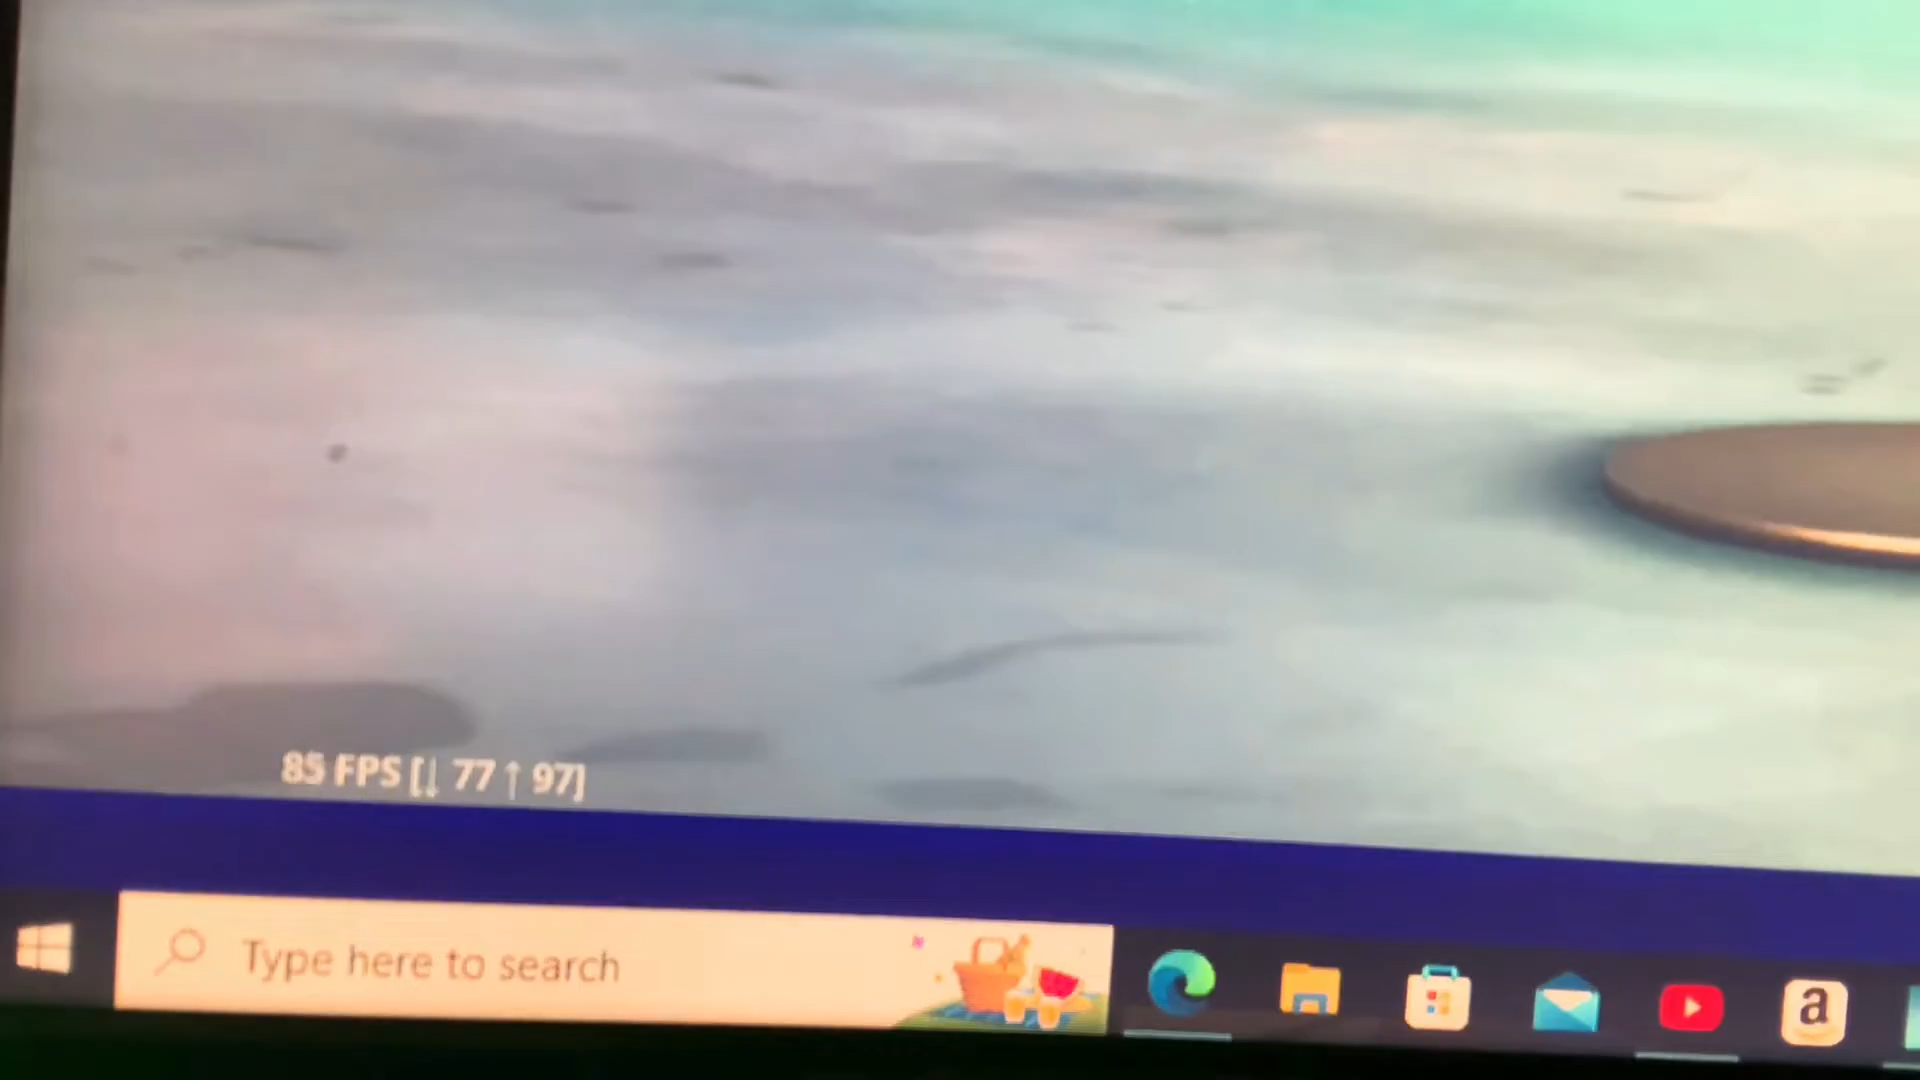 85 FPS [↓ 77 ↑ 97]
Type here to search
a